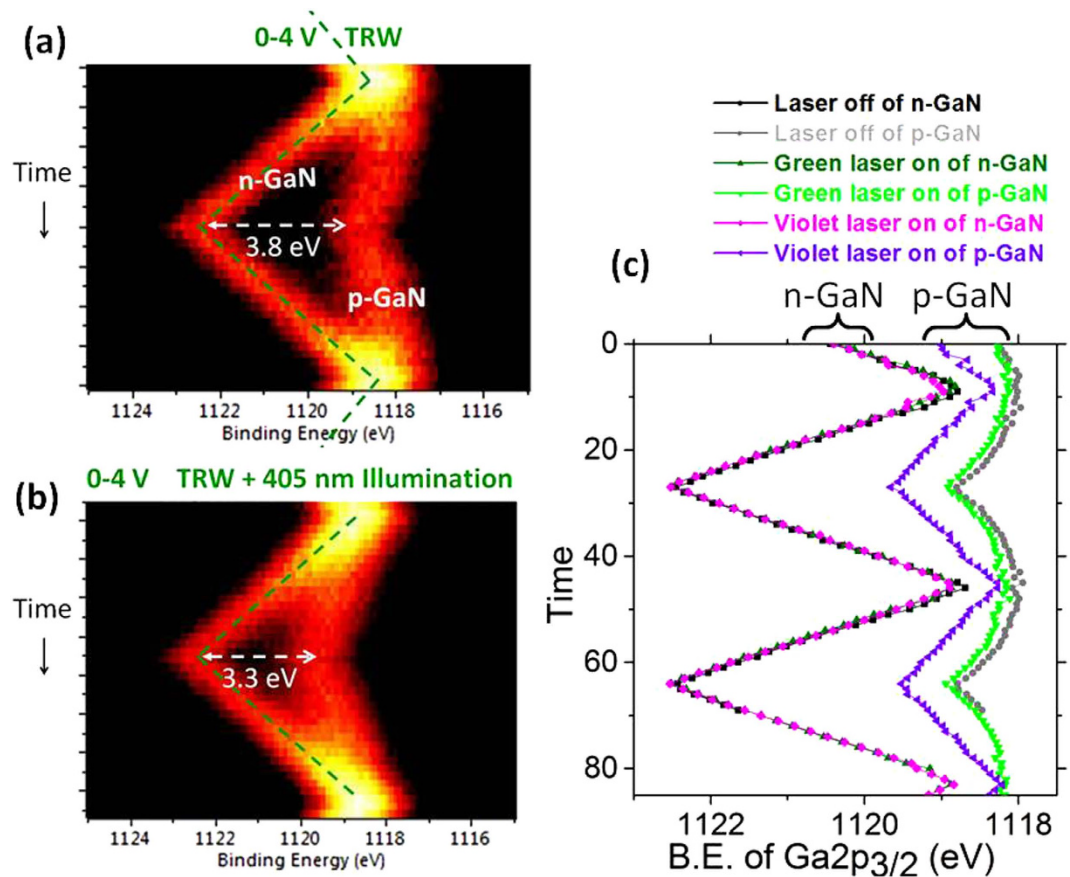 (a)
0-4 V TRW
Time
n-GaN
3.8 eV
p-GaN
1124 1122 1120 1118 1116
Binding Energy (eV)
(b)
0-4 V TRW + 405 nm Illumination
Time
3.3 eV
1124 1122 1120 1118 1116
Binding Energy (eV)
Laser off of n-GaN
Laser off of p-GaN
Green laser on of n-GaN
Green laser on of p-GaN
Violet laser on of n-GaN
Violet laser on of p-GaN
(c)
n-GaN p-GaN
0
20
40
60
80
Time
1122 1120 1118
B.E. of Ga2p3/2 (eV)